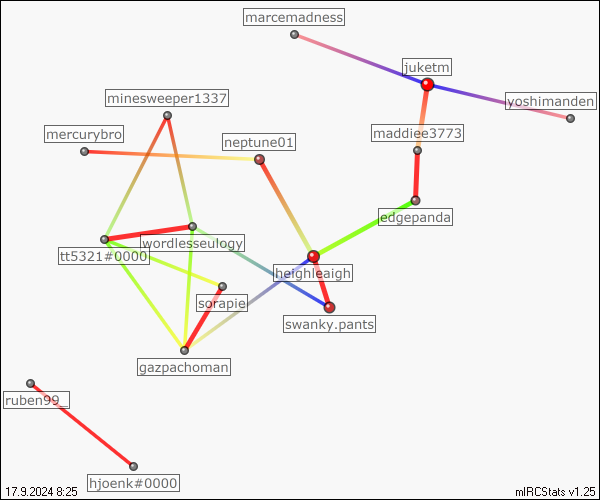 marcemadness
juketm
minesweeper1337
yoshimanden
mercurybro
neptune01
maddiee3773
edgepanda
wordlesseulogy
tt5321#0000
heighleaigh
sorapie
swanky.pants
gazpachoman
ruben99_
hjoenk#0000
17.9.2024 8:25
mIRCStats v1.25